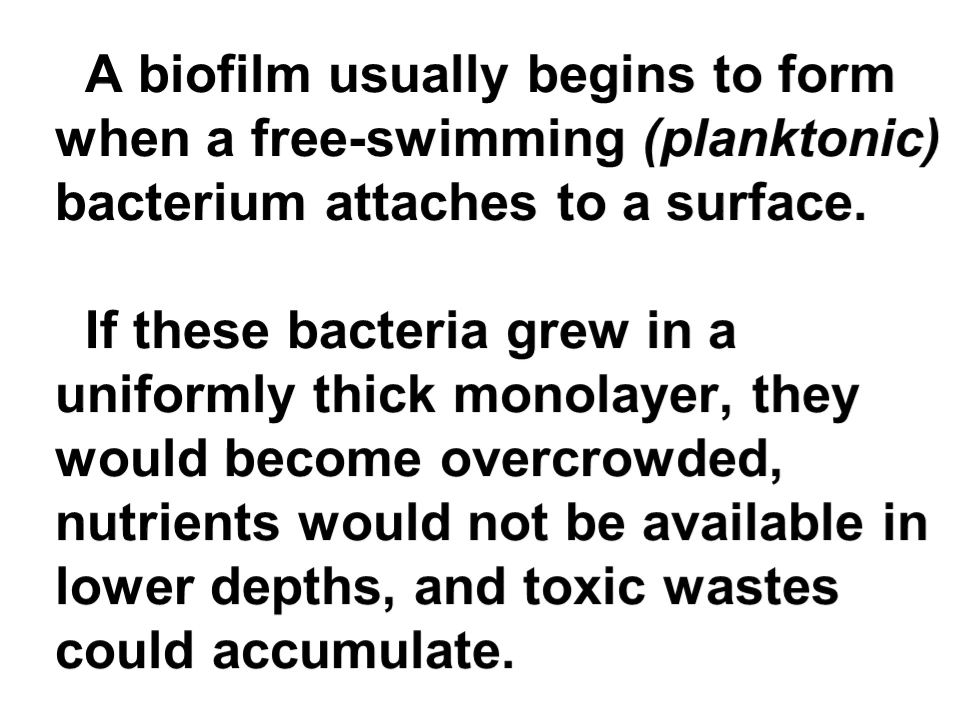 A biofilm usually begins to form
when a free-swimming (planktonic)
bacterium attaches to a surface.
If these bacteria grew in a
uniformly thick monolayer, they
would become overcrowded,
nutrients would not be available in
lower depths, and toxic wastes
could accumulate.